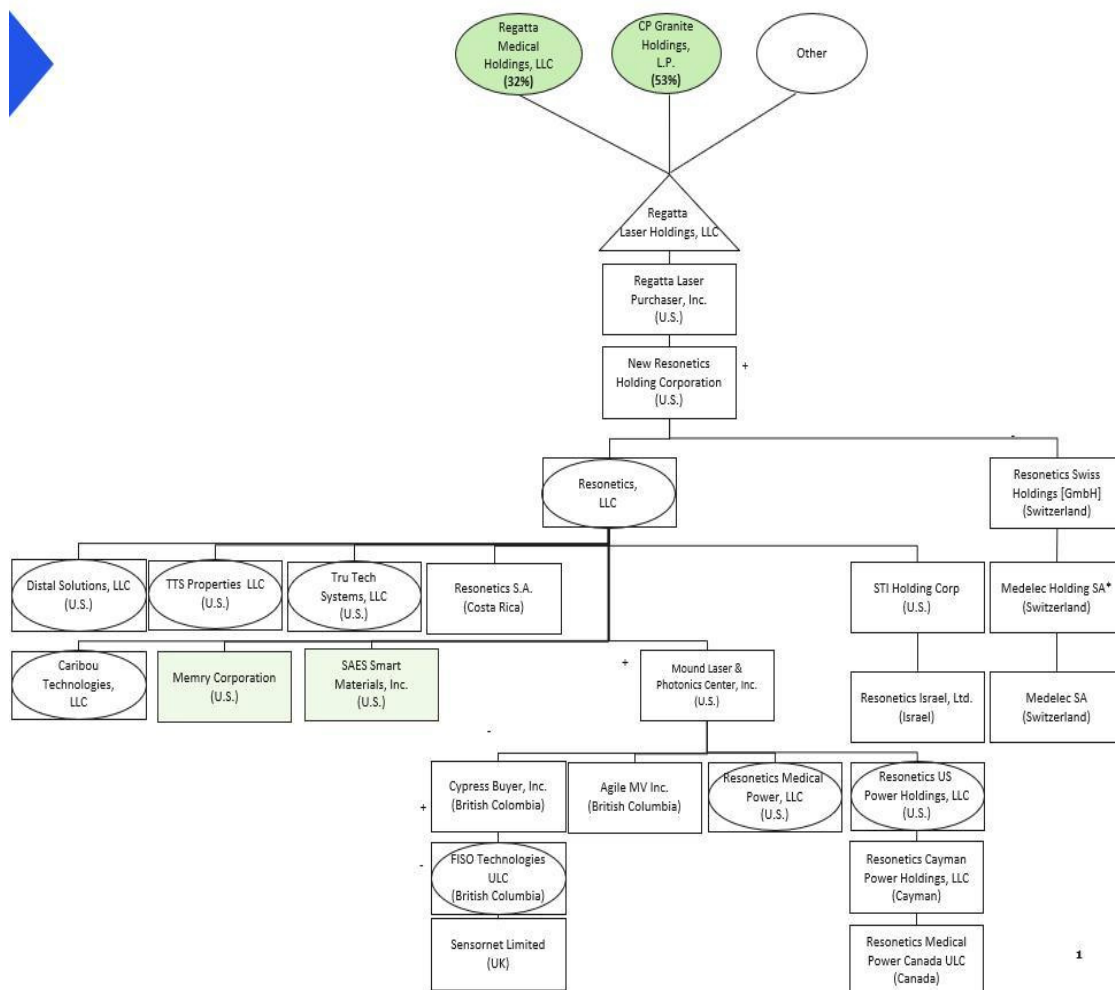 Regatta
Medical
Holdings, LLC
(32%)
CP Granite
Holdings,
L.P.
(53%)
Other
Regatta
Laser Holdings, LLC
Regatta Laser
Purchaser, Inc.
(U.S.)
New Resonetics
Holding Corporation
(U.S.)
+
-
Resonetics,
LLC
Resonetics Swiss
Holdings [GmbH]
(Switzerland)
Distal Solutions, LLC
(U.S.)
TTS Properties LLC
(U.S.)
Tru Tech
Systems, LLC
(U.S.)
Resonetics S.A.
(Costa Rica)
STI Holding Corp
(U.S.)
Medelec Holding SA*
(Switzerland)
Caribou
Technologies,
LLC
Memry Corporation
(U.S.)
SAES Smart
Materials, Inc.
(U.S.)
+
Mound Laser &
Photonics Center, Inc.
(U.S.)
Resonetics Israel, Ltd.
(Israel)
Medelec SA
(Switzerland)
-
Cypress Buyer, Inc.
(British Colombia)
Agile MV Inc.
(British Columbia)
Resonetics Medical
Power, LLC
(U.S.)
Resonetics US
Power Holdings, LLC
(U.S.)
+
-
FISO Technologies
ULC
(British Columbia)
Resonetics Cayman
Power Holdings, LLC
(Cayman)
Sensornet Limited
(UK)
Resonetics Medical
Power Canada ULC
(Canada)
1